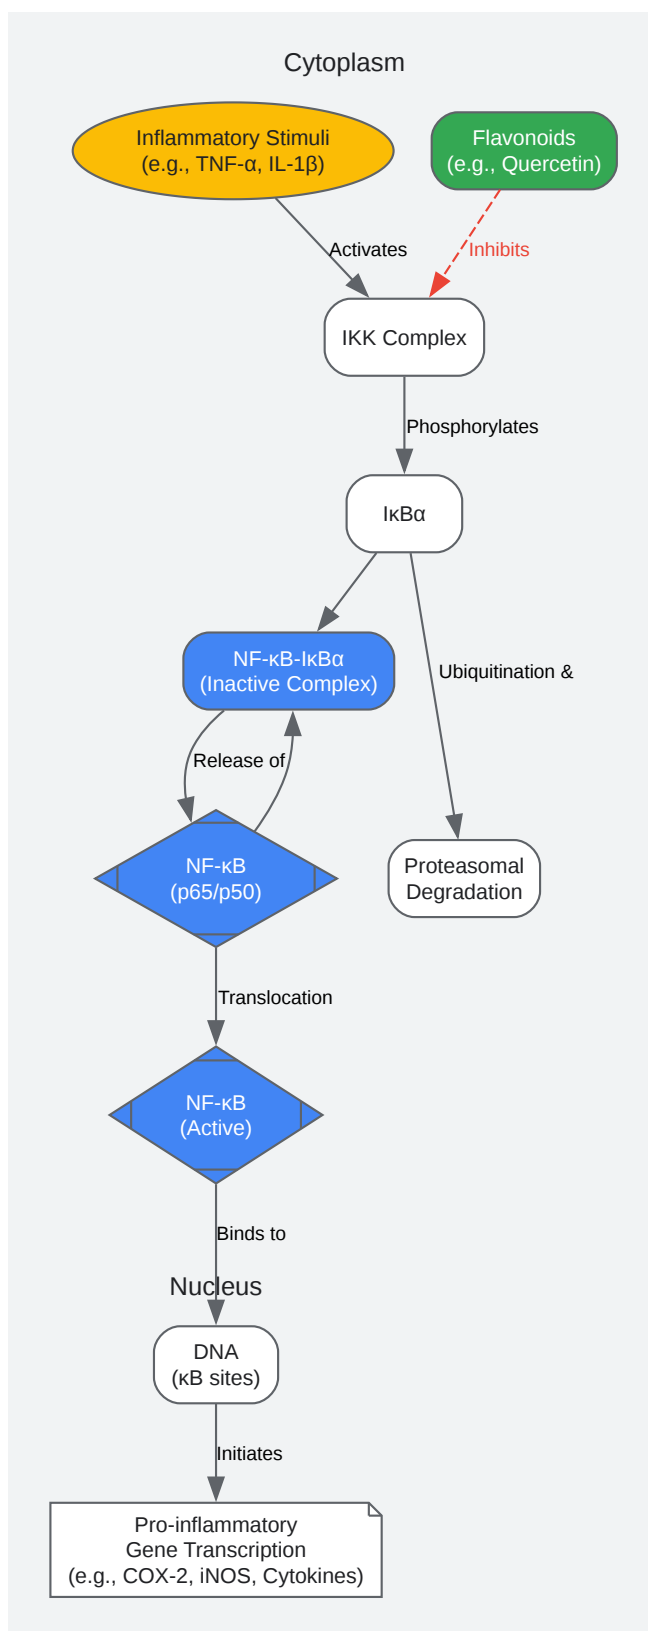 Cytoplasm
Inflammatory Stimuli
(e.g., TNF-α, IL-1β)
Flavonoids
(e.g., Quercetin)
Activates
Inhibits
IKK Complex
Phosphorylates
IκBα
NF-κB-IκBα
(Inactive Complex)
Ubiquitination &
Release of
NF-κB
(p65/p50)
Proteasomal
Degradation
Translocation
NF-κB
(Active)
Binds to
Nucleus
DNA
(κB sites)
Initiates
Pro-inflammatory
Gene Transcription
(e.g., COX-2, iNOS, Cytokines)